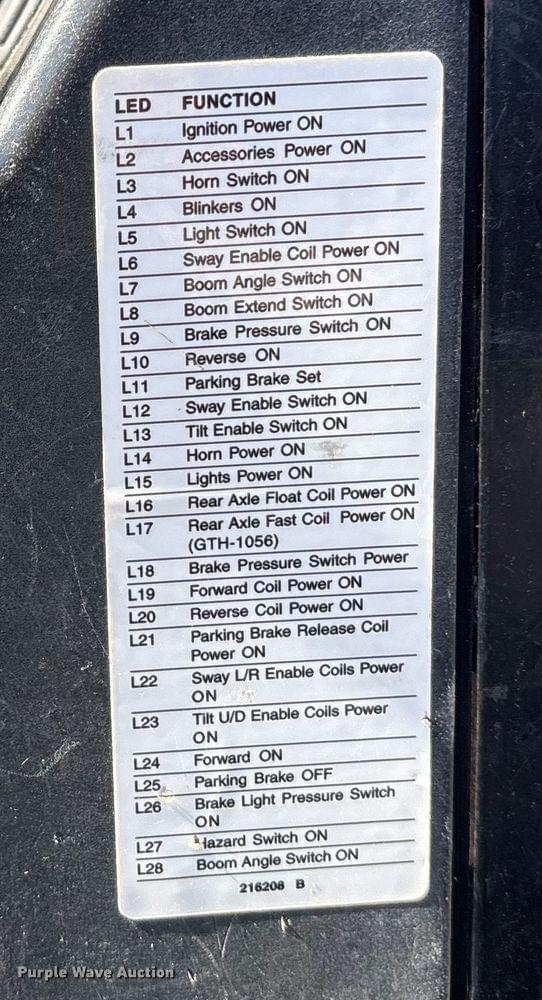 LED FUNCTION
L1 Ignition Power ON
L2 Accessories Power ON
L3 Horn Switch ON
L4 Blinkers ON
L5 Light Switch ON
L6 Sway Enable Coil Power ON
L7 Boom Angle Switch ON
L8 Boom Extend Switch ON
L9 Brake Pressure Switch ON
L10 Reverse ON
L11 Parking Brake Set
L12 Sway Enable Switch ON
L13 Tilt Enable Switch ON
L14 Horn Power ON
L15 Lights Power ON
L16 Rear Axle Float Coil Power ON
L17 Rear Axle Fast Coil Power ON
(GTH-1056)
L18 Brake Pressure Switch Power
L19 Forward Coil Power ON
L20 Reverse Coil Power ON
L21 Parking Brake Release Coil
Power ON
L22 Sway L/R Enable Coils Power
ON
L23 Tilt U/D Enable Coils Power
ON
L24 Forward ON
L25 Parking Brake OFF
L26 Brake Light Pressure Switch
ON
L27 Hazard Switch ON
L28 Boom Angle Switch ON
216208 B
Purple Wave Auction